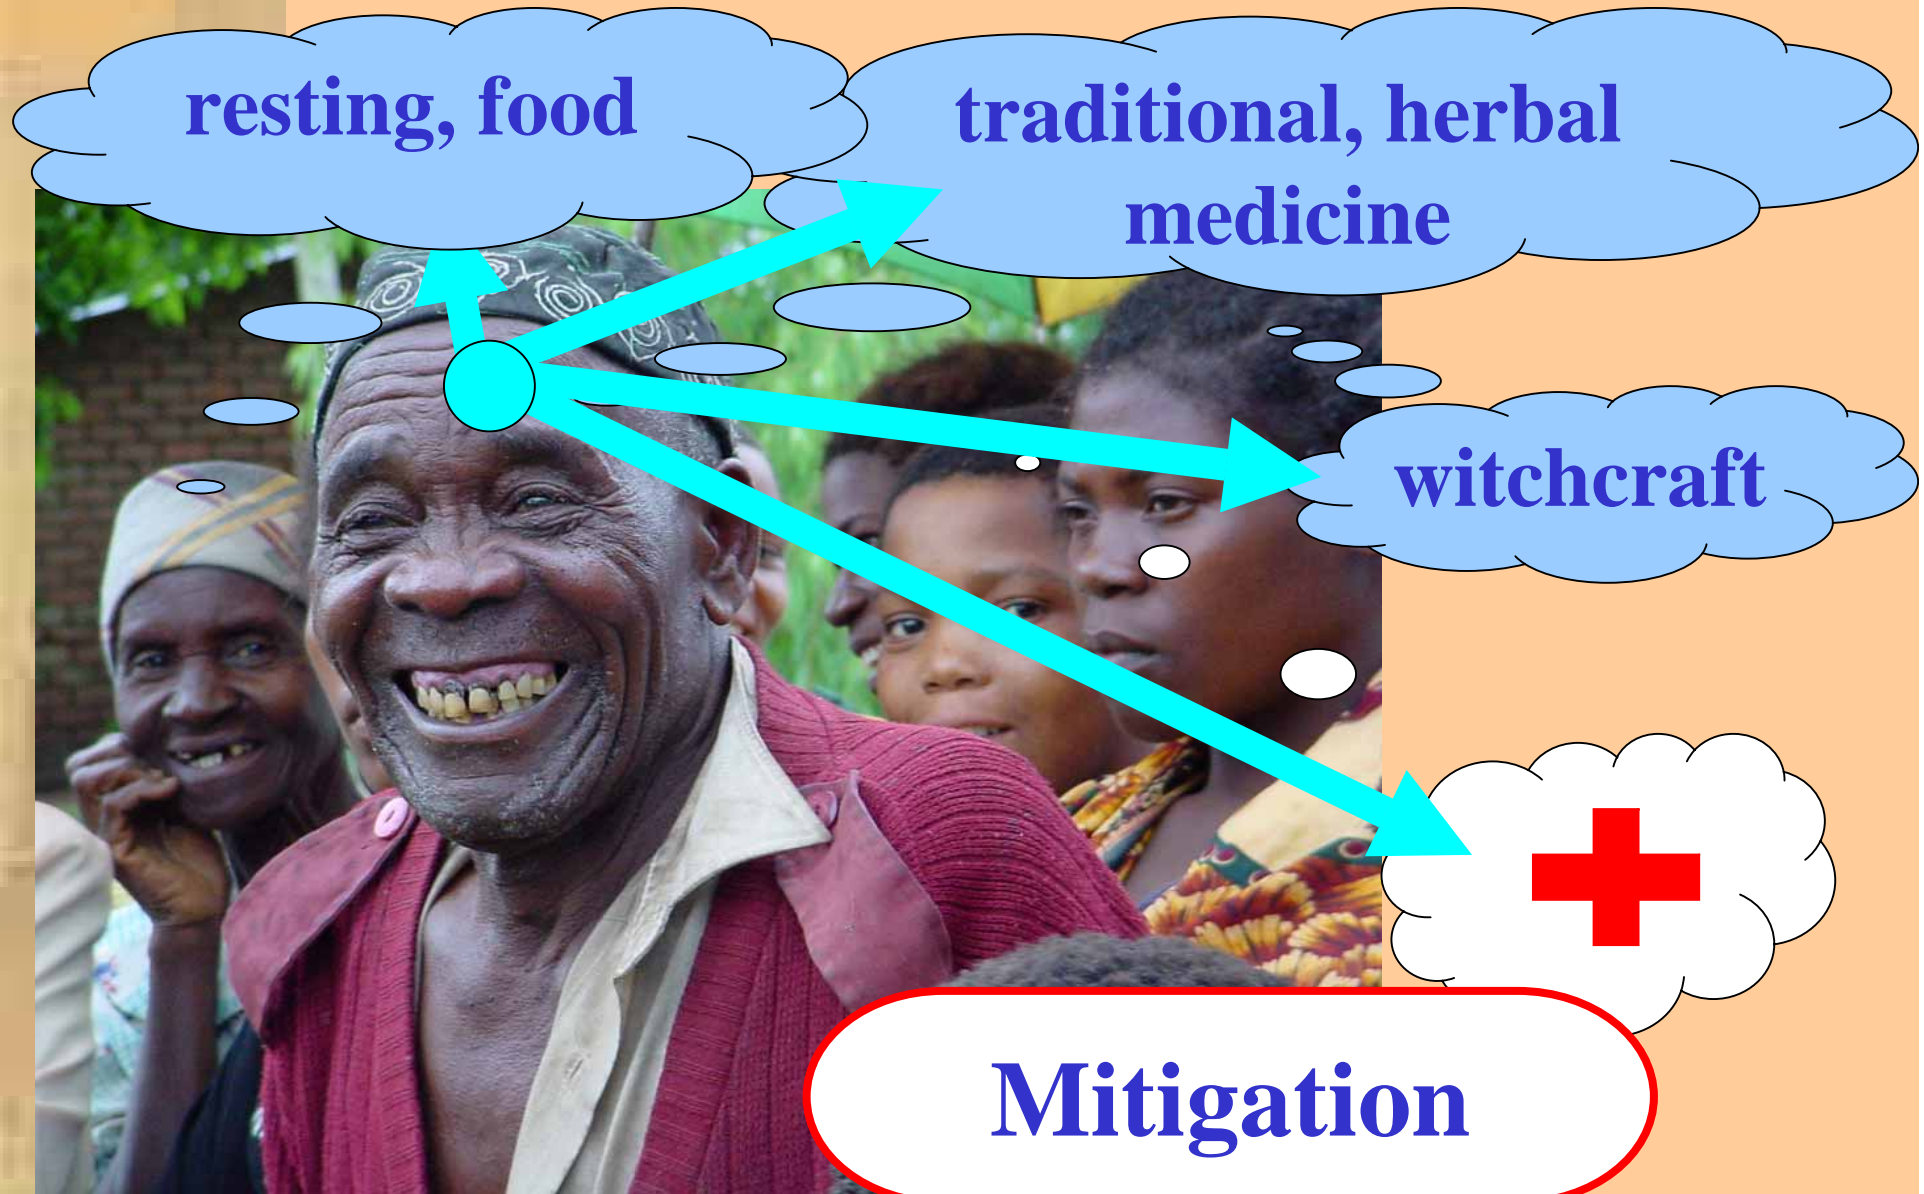 resting, food
traditional, herbal
medicine
witchcraft
Mitigation